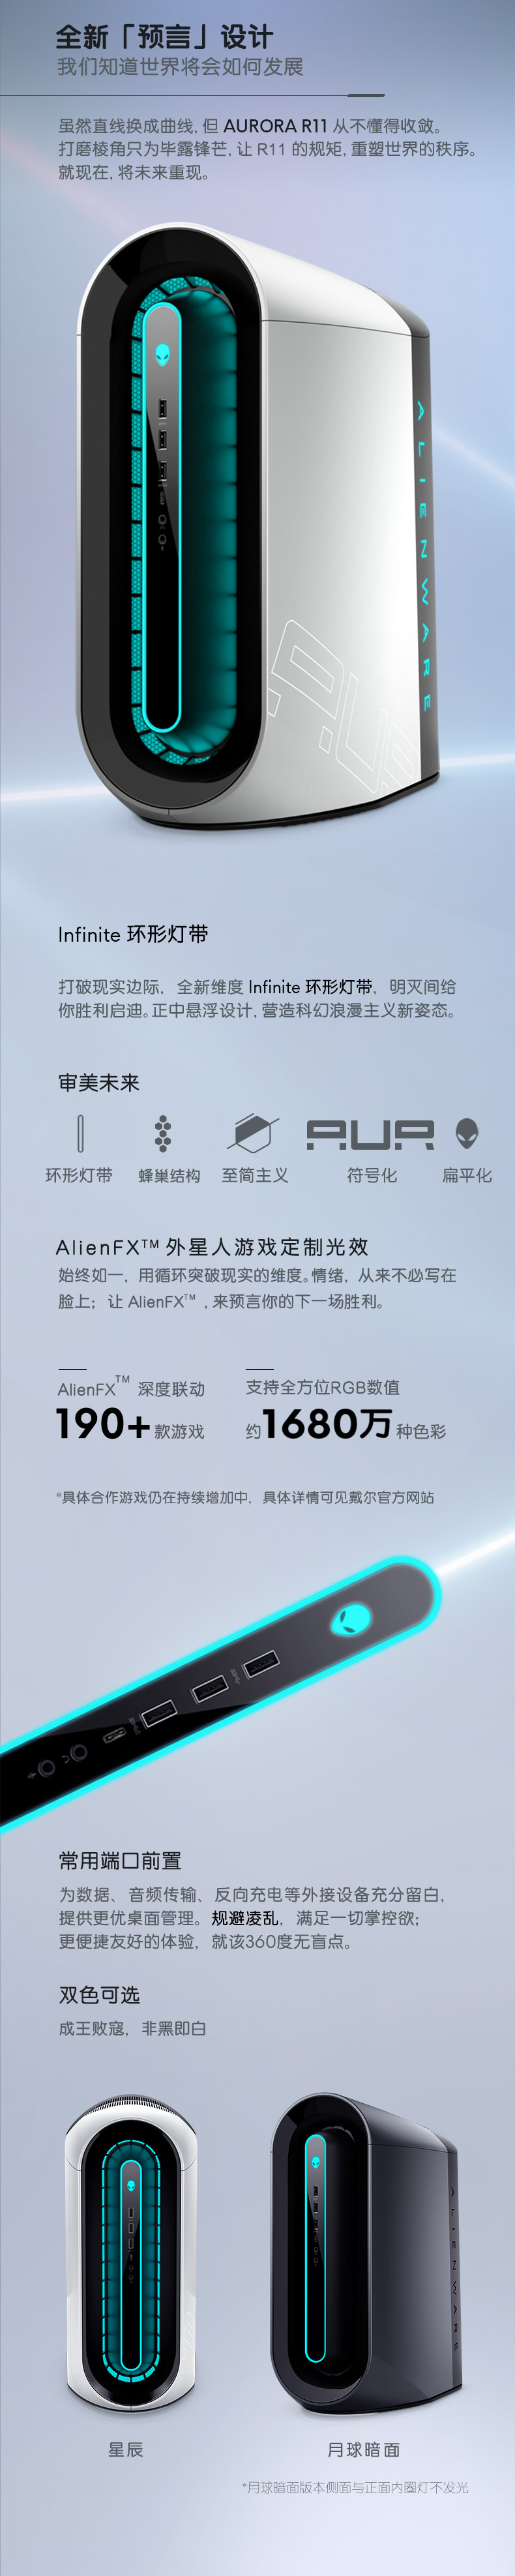 全新「预言」设计
我们知道世界将会如何发展
虽然直线换成曲线, 但 AURORA R11 从不懂得收敛。
打磨棱角只为毕露锋芒, 让 R11 的规矩, 重塑世界的秩序。
就现在, 将未来重现。
ALIENWARE
Infinite 环形灯带
打破现实边际，全新维度 Infinite 环形灯带，明灭间给
你胜利启迪。正中悬浮设计, 营造科幻浪漫主义新姿态。
审美未来
AUR
环形灯带 蜂巢结构 至简主义 符号化 扁平化
AlienFX™ 外星人游戏定制光效
始终如一，用循环突破现实的维度。情绪，从来不必写在
脸上；让 AlienFX™ , 来预言你的下一场胜利。
AlienFX™ 深度联动 支持全方位RGB数值
190+款游戏 约1680万 种色彩
*具体合作游戏仍在持续增加中，具体详情可见戴尔官方网站
常用端口前置
为数据、音频传输、反向充电等外接设备充分留白，
提供更优桌面管理。规避凌乱，满足一切掌控欲；
更便捷友好的体验，就该360度无盲点。
双色可选
成王败寇，非黑即白
ALIENWARE
星辰 月球暗面
*月球暗面版本侧面与正面内圈灯不发光